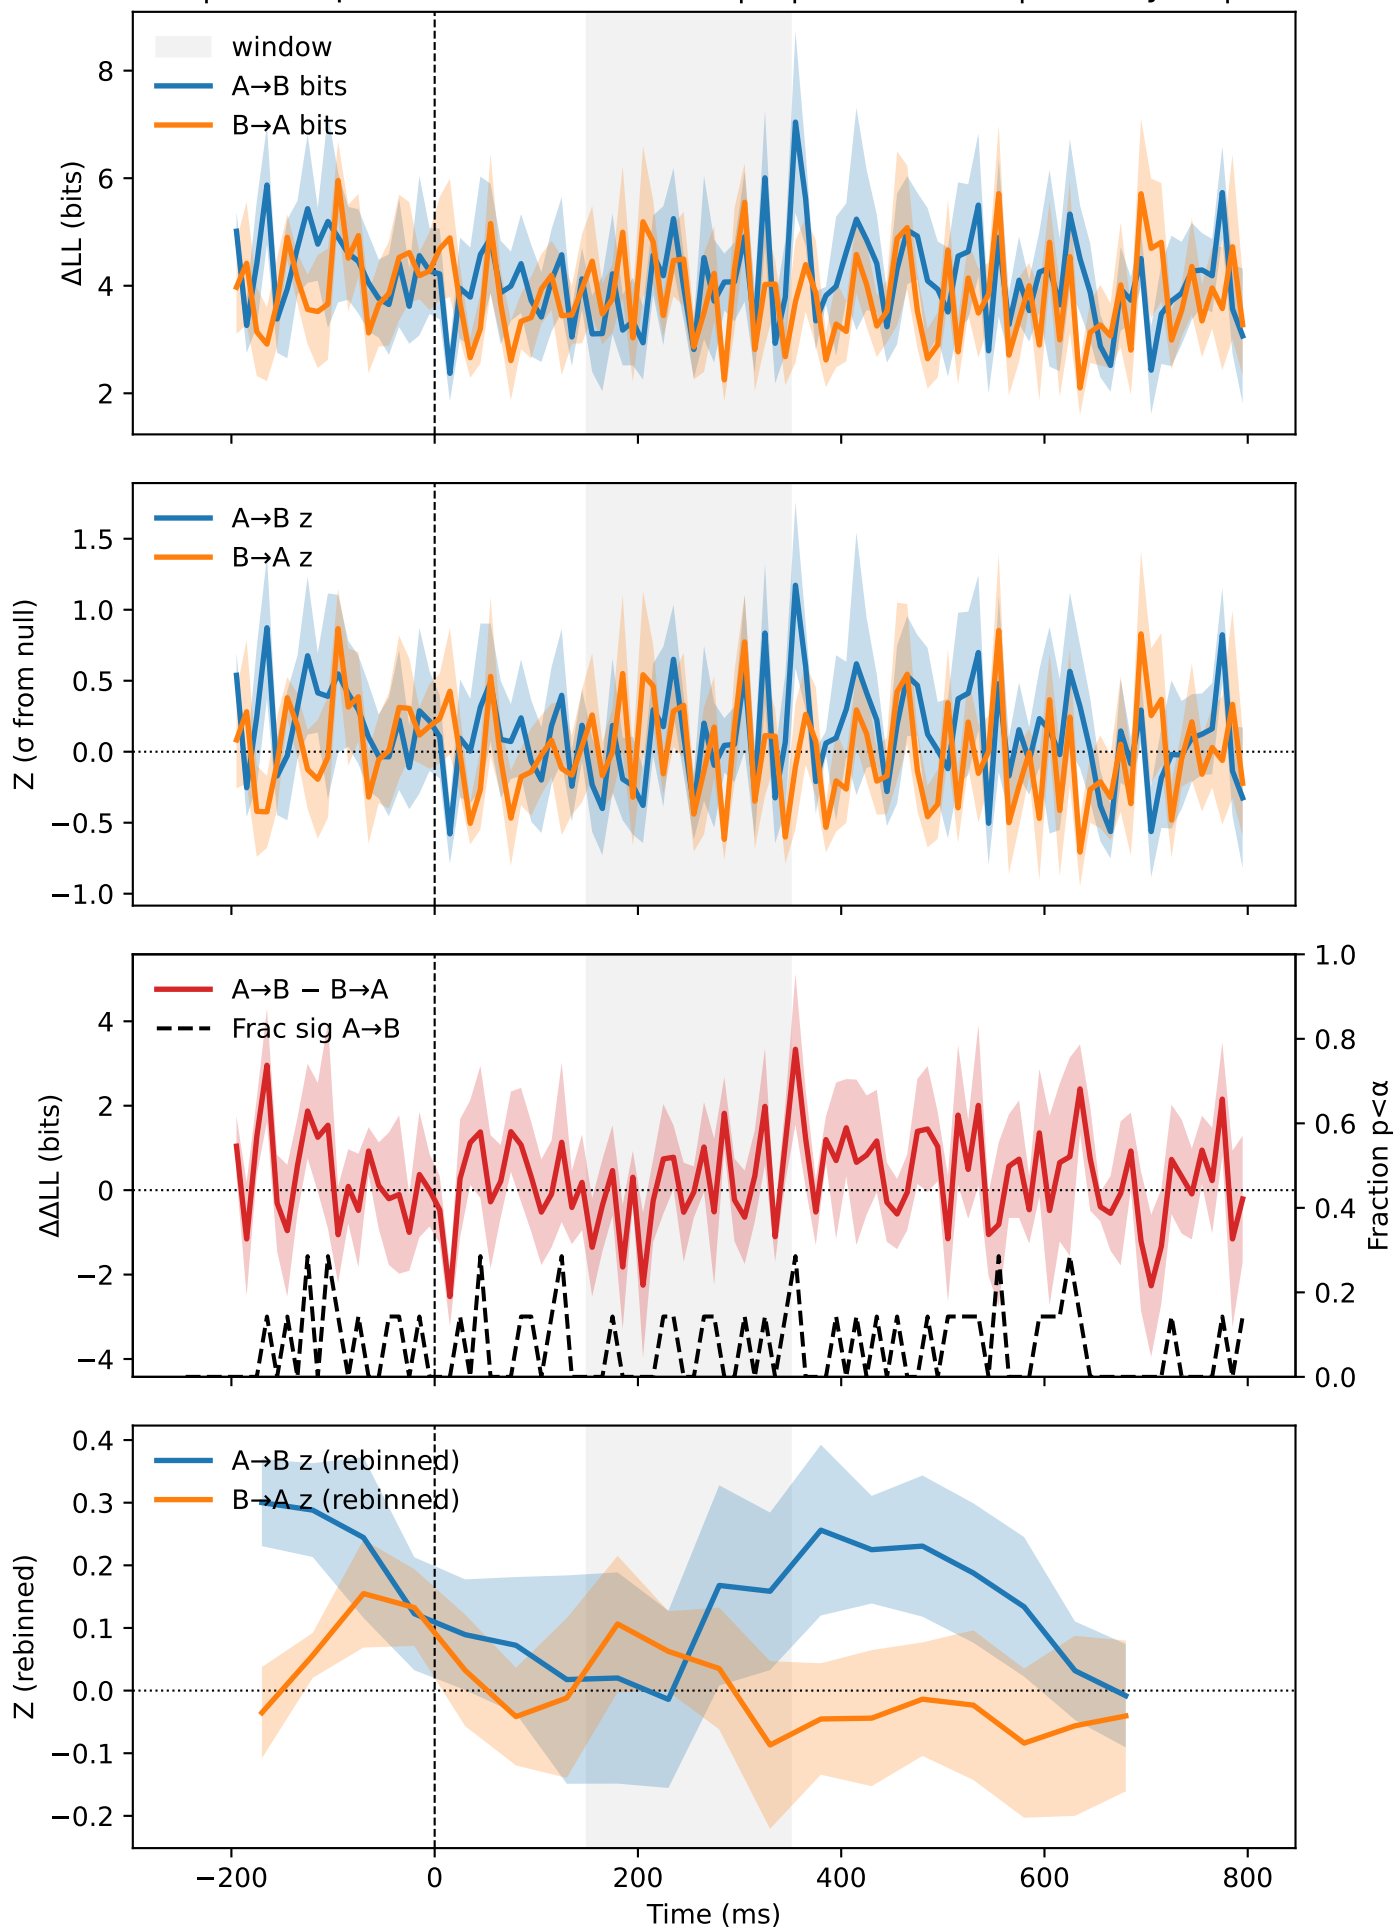 window
A→B bits
B→A bits
ΔLL (bits)
8
6
4
2
A→B z
B→A z
Z (σ from null)
1.5
1.0
0.5
0.0
−0.5
−1.0
A→B − B→A
Frac sig A→B
ΔΔLL (bits)
4
2
0
−2
−4
1.0
0.8
0.6
0.4
0.2
0.0
Fraction p<α
A→B z (rebinned)
B→A z (rebinned)
Z (rebinned)
0.4
0.3
0.2
0.1
0.0
−0.1
−0.2
−200
0
200
400
600
800
Time (ms)